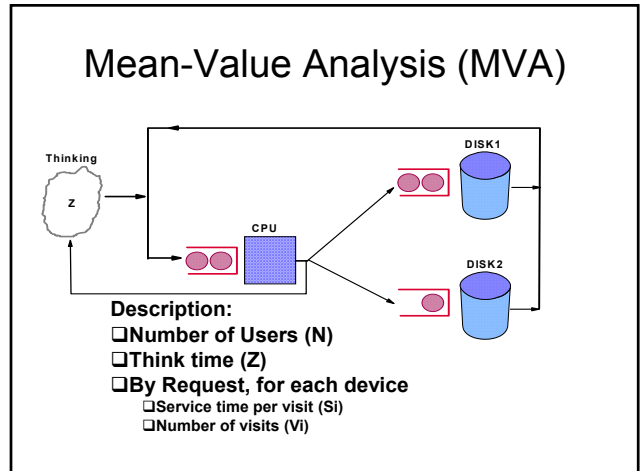 Mean-Value Analysis (MVA)
Thinking
Z
CPU
DISK1
DISK2
Description:
❑Number of Users (N)
❑Think time (Z)
❑By Request, for each device
❑Service time per visit (Si)
❑Number of visits (Vi)